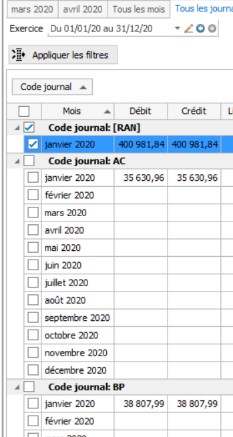 mars 2020 avril 2020 Tous les mois Tous les journa
Exercice Du 01/01/20 au 31/12/20
Appliquer les filtres
Code journal
Mois Débit Crédit
Code journal: [RAN]
janvier 2020 400 981,84 400 981,84
Code journal: AC
janvier 2020 35 630,96 35 630,96
février 2020
mars 2020
avril 2020
mai 2020
juin 2020
juillet 2020
août 2020
septembre 2020
octobre 2020
novembre 2020
décembre 2020
Code journal: BP
janvier 2020 38 807,99 38 807,99
février 2020